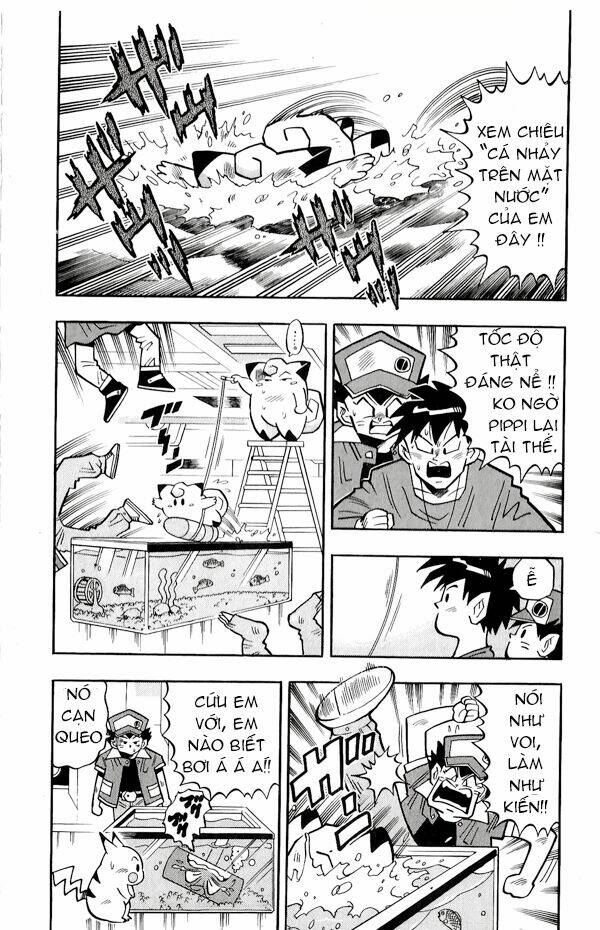 XEM CHIÊU
"CÁ NHẢY
TRÊN MẶT
NƯỚC"
CỦA EM
ĐÂY !!
TỐC ĐỘ
THẬT
ĐÁNG NỂ !!
KO NGỜ
PIPPI LẠI
TÀI THẾ.
......
Ễ
NÓI
NHƯ
VOI,
LÀM
NHƯ
KIẾN!!
CỨU EM
VỚI, EM
NÀO BIẾT
BƠI Á Á A!!
NÓ
CẠN
QUEO